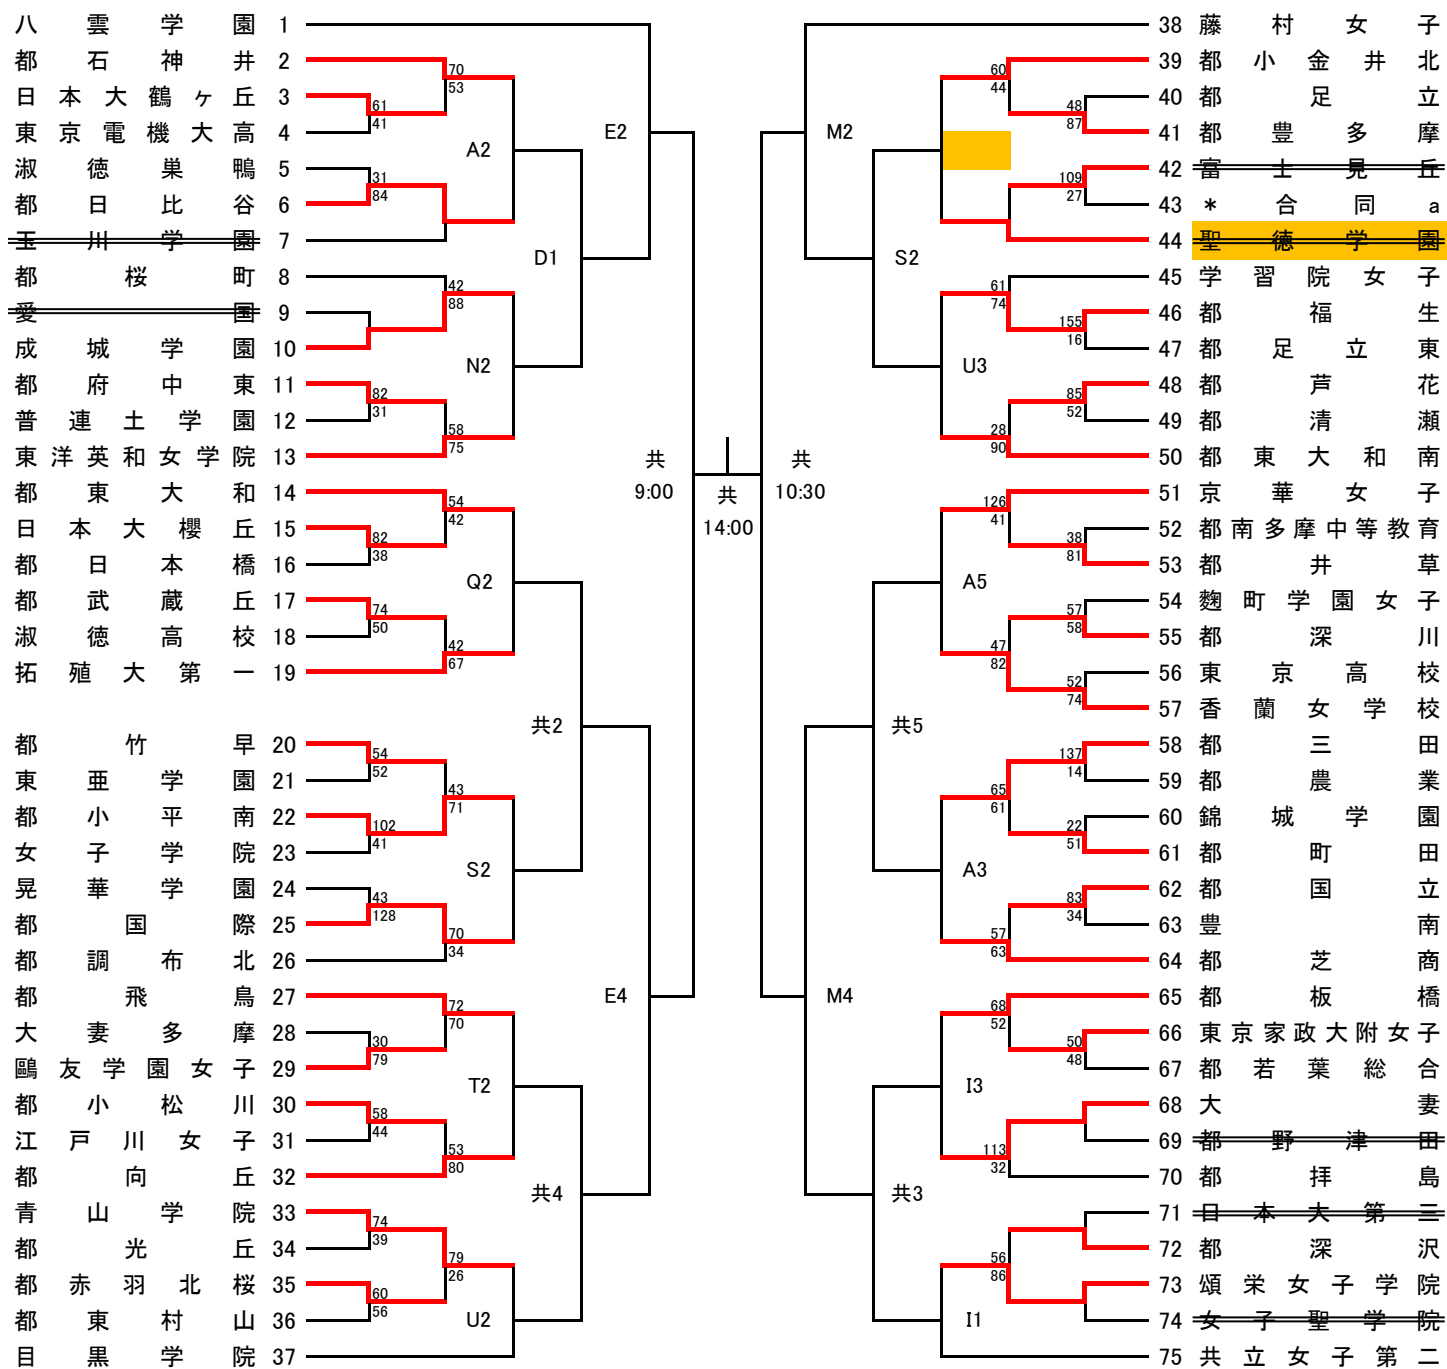 八雲学園 1
都石神井 2
日本大鶴ヶ丘 3
東京電機大高 4
淑徳巣鴨 5
都日比谷 6
玉川学園 7
都桜町 8
愛国 9
成城学園 10
都府中東 11
普連土学園 12
東洋英和女学院 13
都東大和 14
日本大櫻丘 15
都日本橋 16
都武蔵丘 17
淑徳高校 18
拓殖大第一 19
都竹早 20
東亜学園 21
都小平南 22
女子学院 23
晃華学園 24
都国際 25
都調布北 26
都飛鳥 27
大妻多摩 28
鷗友学園女子 29
都小松川 30
江戸川女子 31
都向丘 32
青山学院 33
都光丘 34
都赤羽北桜 35
都東村山 36
目黒学院 37
70
53
61
41
31
84
42
88
82
31
58
75
54
42
82
38
74
50
42
67
54
52
43
71
102
41
43
128
70
34
72
70
30
79
58
44
53
80
74
39
79
26
60
56
A2
N2
Q2
S2
T2
U2
D1
共2
共4
E2
E4
共
9:00
共
14:00
共
10:30
M2
M4
S2
共5
共3
U3
A5
A3
I3
I1
60
44
48
87
109
27
61
74
155
16
85
52
28
90
126
41
38
81
57
58
47
82
52
74
137
14
65
61
22
51
83
34
57
63
68
52
50
48
113
32
56
86
38 藤村女子
39 都小金井北
40 都足立
41 都豊多摩
42 富士見丘
43 *合同a
44 聖徳学園
45 学習院女子
46 都福生
47 都足立東
48 都芦花
49 都清瀬
50 都東大和南
51 京華女子
52 都南多摩中等教育
53 都井草
54 麴町学園女子
55 都深川
56 東京高校
57 香蘭女学校
58 都三田
59 都農業
60 錦城学園
61 都町田
62 都国立
63 豊南
64 都芝商
65 都板橋
66 東京家政大附女子
67 都若葉総合
68 大妻
69 都野津田
70 都拝島
71 日本大第三
72 都深沢
73 頌栄女子学院
74 女子聖学院
75 共立女子第二